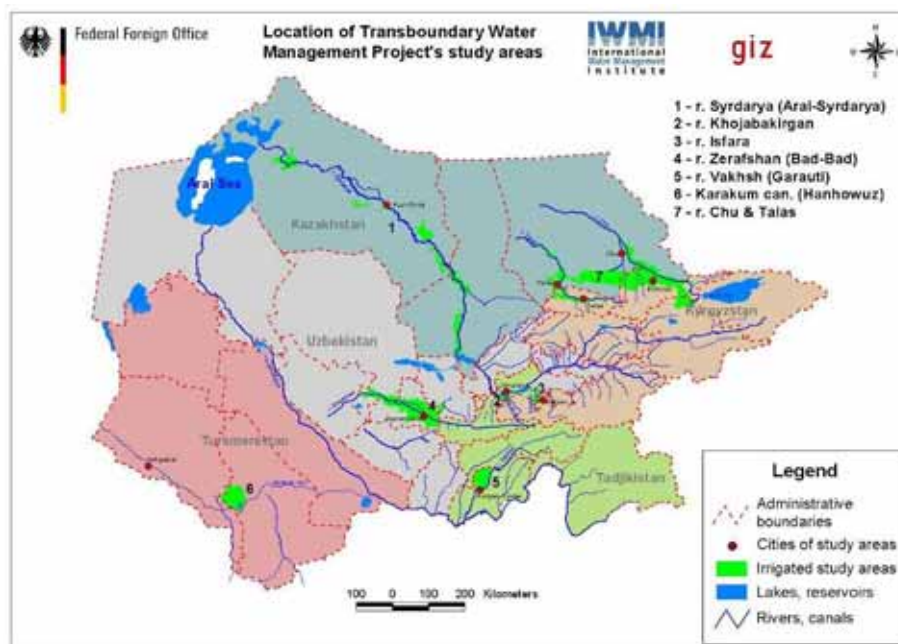 Federal Foreign Office
Location of Transboundary Water
Management Project's study areas
IWMI
International
Water Management
Institute
giz
1 - r. Syrdarya (Aral-Syrdarya)
2 - r. Khojabakirgan
3 - r. Isfara
4 - r. Zerafshan (Bad-Bad)
5 - r. Vakhsh (Garauti)
6 - Karakum can. (Hanhowuz)
7 - r. Chu & Talas
Aral Sea
Kazakhstan
1
7
Kyrgyzstan
Uzbekistan
4
2
3
Turkmenistan
6
5
Tadjikistan
100 0 100 200 Kilometers
Legend
Administrative
boundaries
Cities of study areas
Irrigated study areas
Lakes, reservoirs
Rivers, canals